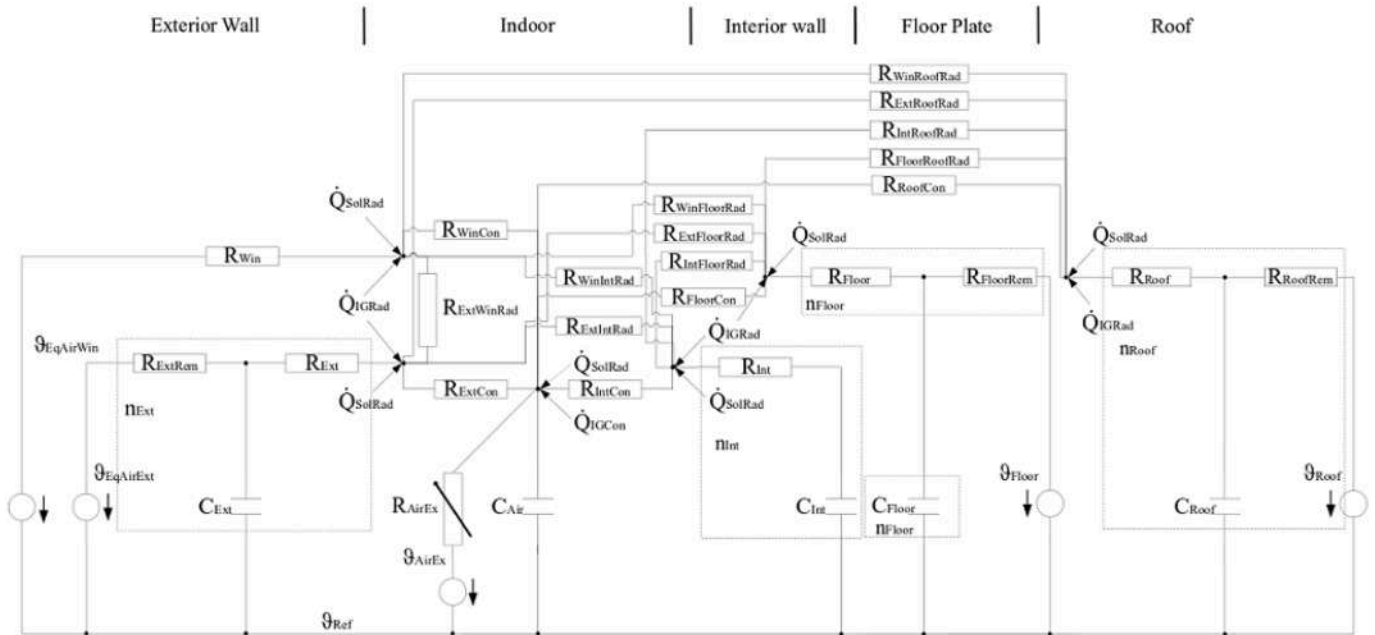 Exterior Wall Indoor Interior wall Floor Plate Roof
RWinRoofRad
RExtRoofRad
RIntRoofRad
RFloorRoofRad
RRoofCon
Q̇SolRad
RWinFloorRad
RWinCon
RExtFloorRad
Q̇SolRad
Q̇SolRad
RWin
RIntFloorRad
RWinIntRad
RFloor
RFloorRem
RRoof
RRoofRem
Q̇IGRad
RExtWinRad
RFloorCon
nFloor
Q̇IGRad
RExtIntRad
Q̇IGRad
nRoof
ϑEqAirWin
RExtRem
RExt
Q̇SolRad
RInt
Q̇SolRad
RExtCon
RIntCon
Q̇SolRad
nExt
Q̇IGCon
nInt
ϑEqAirExt
ϑFloor
ϑRoof
CExt
RAirEx
CAir
CInt
CFloor
CRoof
nFloor
ϑAirEx
ϑRef